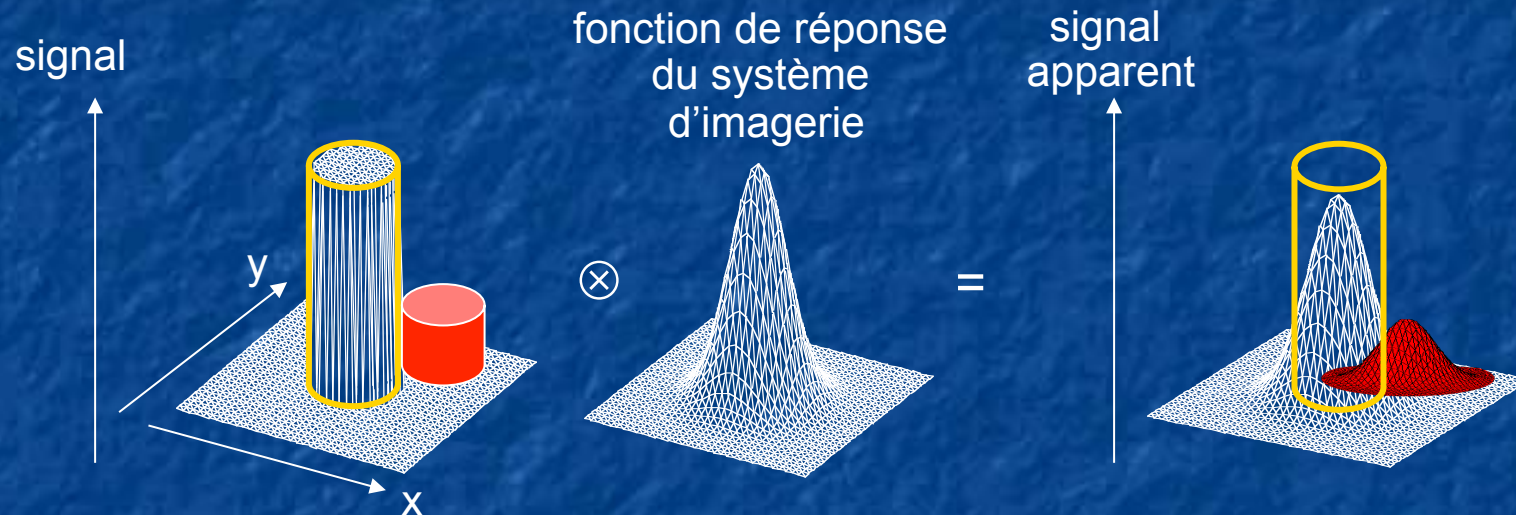 signal
fonction de réponse
du système
d'imagerie
signal
apparent
y
x
⊗
=